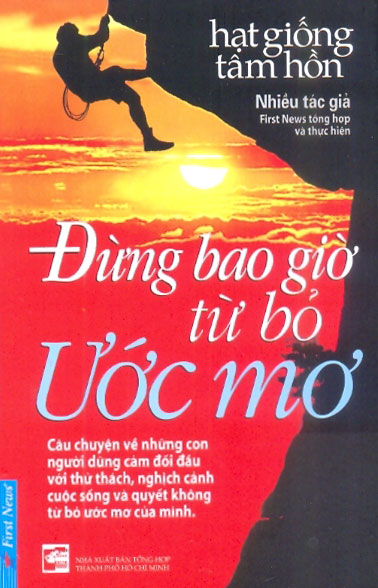 hạt giống
tâm hồn
Nhiều tác giả
First News tổng hợp
và thực hiện
Đừng bao giờ
từ bỏ
Ước mơ
Câu chuyện về những con
người dũng cảm đối đầu
với thử thách, nghịch cảnh
cuộc sống và quyết không
từ bỏ ước mơ của mình.
First News
NHÀ XUẤT BẢN TỔNG HỢP
THÀNH PHỐ HỒ CHÍ MINH